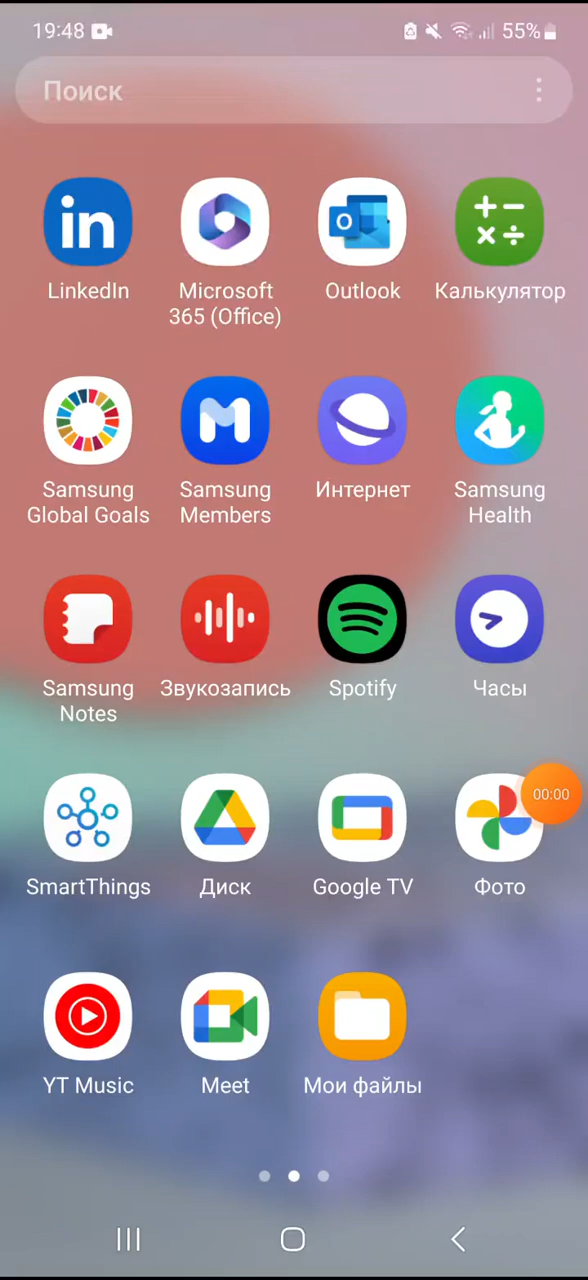 19:48 55%
Поиск
LinkedIn Microsoft 365 (Office) Outlook Калькулятор
Samsung Global Goals Samsung Members Интернет Samsung Health
Samsung Notes Звукозапись Spotify Часы
00:00
SmartThings Диск Google TV Фото
YT Music Meet Мои файлы